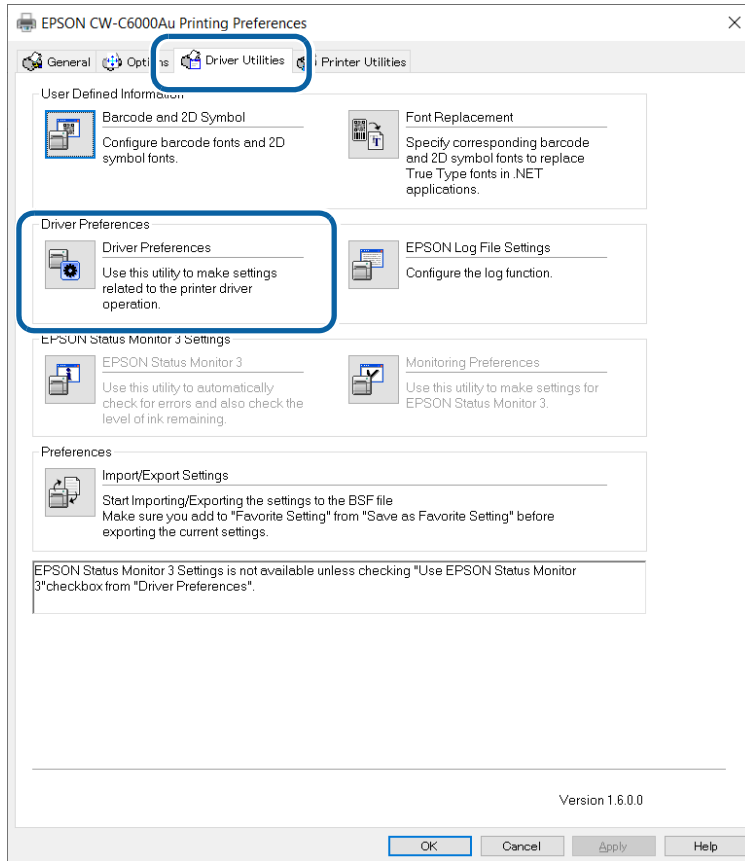 EPSON CW-C6000Au Printing Preferences
General Opti ns Driver Utilities Printer Utilities
User Defined Information
Barcode and 2D Symbol
Configure barcode fonts and 2D
symbol fonts.
Font Replacement
Specify corresponding barcode
and 2D symbol fonts to replace
True Type fonts in .NET
applications.
Driver Preferences
Driver Preferences
Use this utility to make settings
related to the printer driver
operation.
EPSON Log File Settings
Configure the log function.
EPSON Status Monitor 3 Settings
EPSON Status Monitor 3
Use this utility to automatically
check for errors and also check the
level of ink remaining.
Monitoring Preferences
Use this utility to make settings for
EPSON Status Monitor 3.
Preferences
Import/Export Settings
Start Importing/Exporting the settings to the BSF file
Make sure you add to "Favorite Setting" from "Save as Favorite Setting" before
exporting the current settings.
EPSON Status Monitor 3 Settings is not available unless checking "Use EPSON Status Monitor
3"checkbox from "Driver Preferences".
Version 1.6.0.0
OK Cancel Apply Help